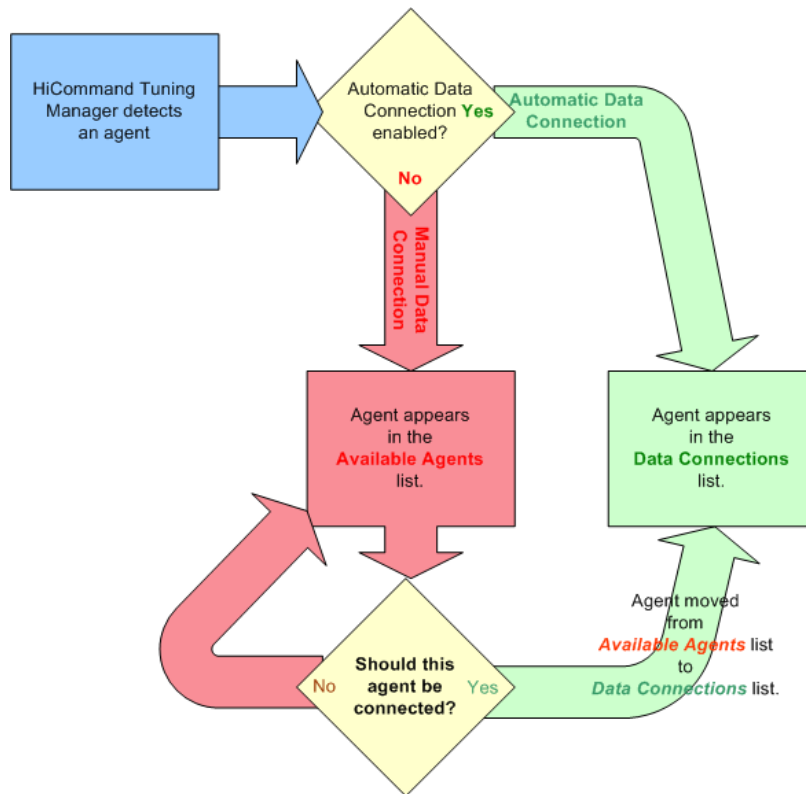 HiCommand Tuning
Manager detects
an agent
Automatic Data
Connection Yes
enabled?
No
Automatic Data
Connection
Manual Data
Connection
Agent appears
in the
Available Agents
list.
Agent appears
in the
Data Connections
list.
Should this
agent be
connected?
No
Yes
Agent moved
from
Available Agents list
to
Data Connections list.